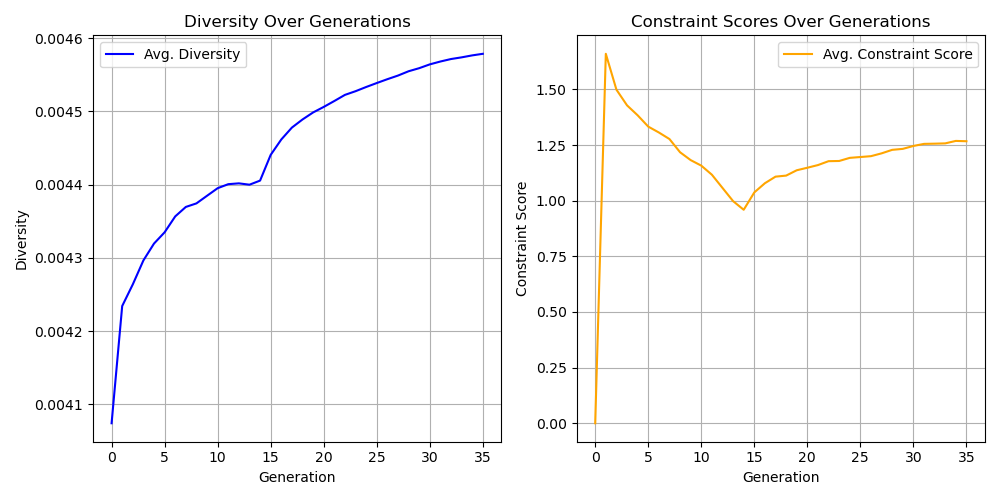 Diversity Over Generations
Avg. Diversity
0.0046
0.0045
0.0044
0.0043
0.0042
0.0041
Diversity
0 5 10 15 20 25 30 35
Generation
Constraint Scores Over Generations
Avg. Constraint Score
1.50
1.25
1.00
0.75
0.50
0.25
0.00
Constraint Score
0 5 10 15 20 25 30 35
Generation